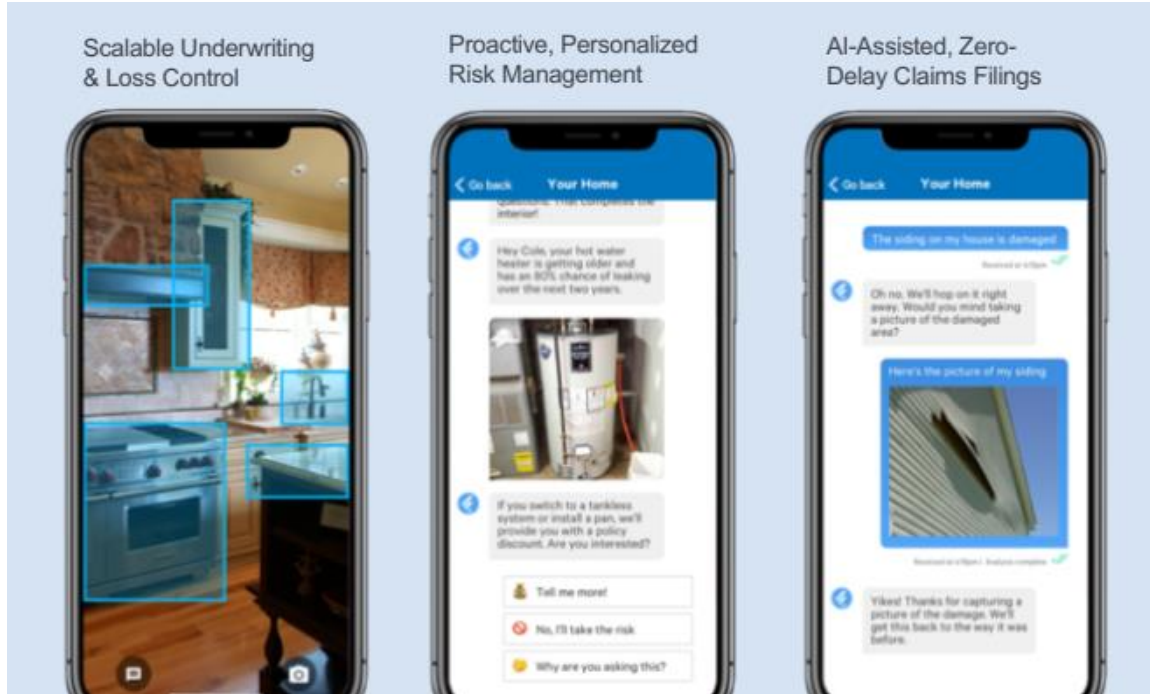 Scalable Underwriting
& Loss Control
Proactive, Personalized
Risk Management
AI-Assisted, Zero-
Delay Claims Filings
Go back
Your Home
questions. That completes the
interior!
Hey Cole, your hot water
heater is getting older and
has an 80% chance of leaking
over the next two years.
If you switch to a tankless
system or install a pan, we'll
provide you with a policy
discount. Are you interested?
Tell me more!
No, I'll take the risk
Why are you asking this?
Go back
Your Home
The siding on my house is damaged
Oh no. We'll hop on it right
away. Would you mind taking
a picture of the damaged
area?
Here's the picture of my siding
Yikes! Thanks for capturing a
picture of the damage. We'll
get this back to the way it was
before.